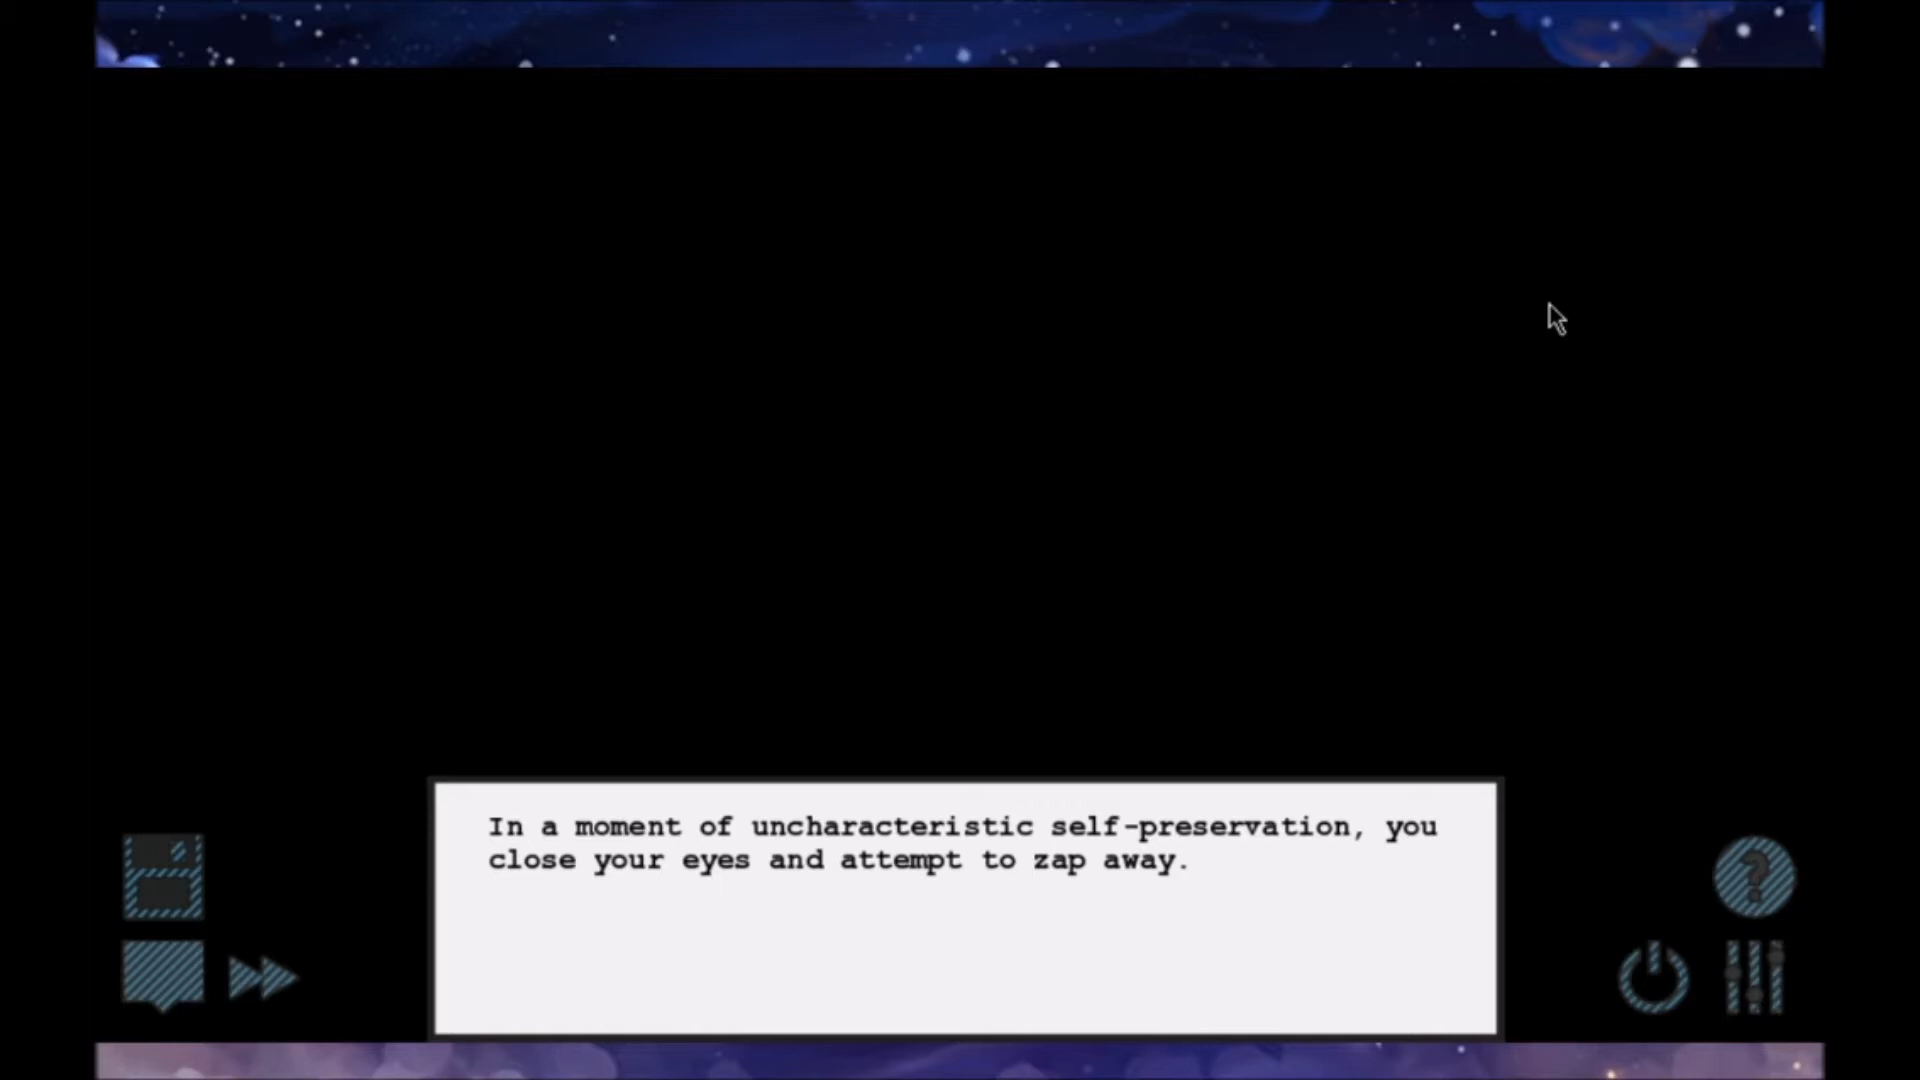 In a moment of uncharacteristic self-preservation, you
close your eyes and attempt to zap away.
?